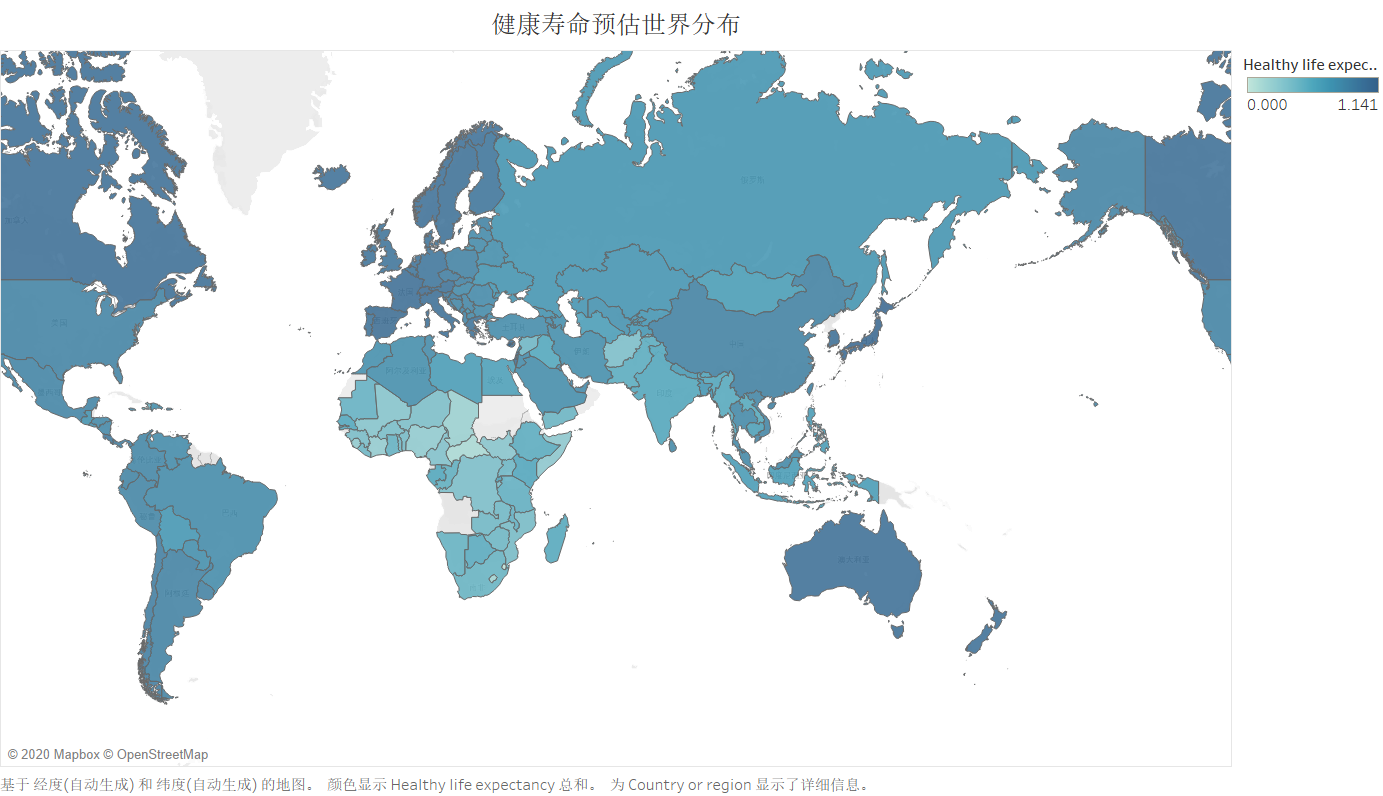 健康寿命预估世界分布
Healthy life expec..
0.000 1.141
俄罗斯
加拿大
美国
中国
印度
巴西
澳大利亚
© 2020 Mapbox © OpenStreetMap
基于 经度(自动生成) 和 纬度(自动生成) 的地图。 颜色显示 Healthy life expectancy 总和。 为 Country or region 显示了详细信息。